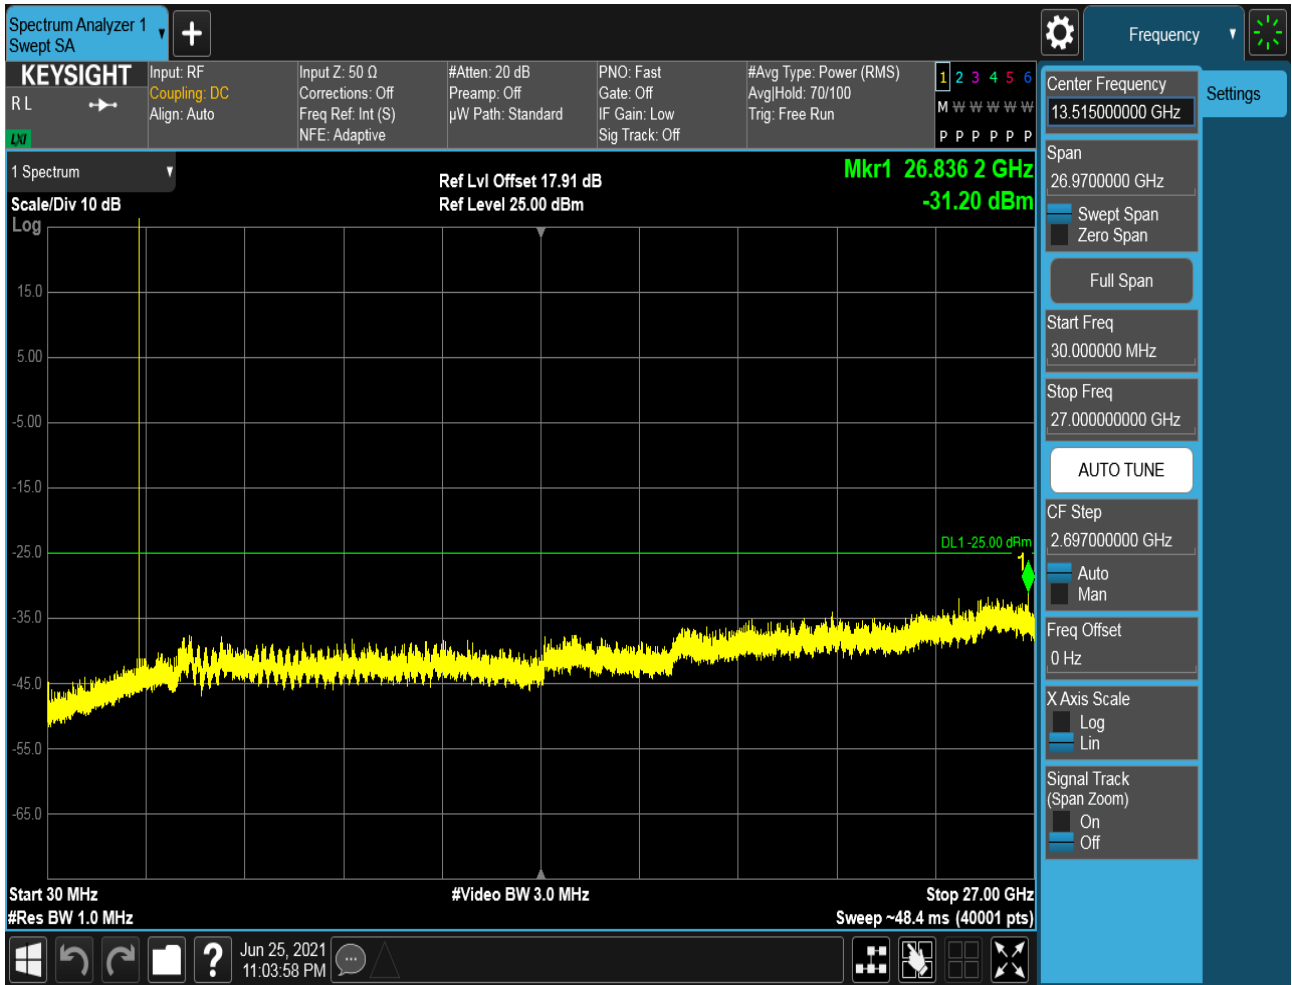 Spectrum Analyzer 1
Swept SA
Frequency
KEYSIGHT
R L
LXI
Input: RF
Coupling: DC
Align: Auto
Input Z: 50 Ω
Corrections: Off
Freq Ref: Int (S)
NFE: Adaptive
#Atten: 20 dB
Preamp: Off
µW Path: Standard
PNO: Fast
Gate: Off
IF Gain: Low
Sig Track: Off
#Avg Type: Power (RMS)
Avg|Hold: 70/100
Trig: Free Run
1 2 3 4 5 6
M W W W W W
P P P P P P
1 Spectrum
Scale/Div 10 dB
Log
Ref Lvl Offset 17.91 dB
Ref Level 25.00 dBm
Mkr1 26.836 2 GHz
-31.20 dBm
15.0
5.00
-5.00
-15.0
-25.0
-35.0
-45.0
-55.0
-65.0
DL1 -25.00 dBm
1
Start 30 MHz
#Res BW 1.0 MHz
#Video BW 3.0 MHz
Stop 27.00 GHz
Sweep ~48.4 ms (40001 pts)
Center Frequency
13.515000000 GHz
Settings
Span
26.9700000 GHz
Swept Span
Zero Span
Full Span
Start Freq
30.000000 MHz
Stop Freq
27.000000000 GHz
AUTO TUNE
CF Step
2.697000000 GHz
Auto
Man
Freq Offset
0 Hz
X Axis Scale
Log
Lin
Signal Track
(Span Zoom)
On
Off
?
Jun 25, 2021
11:03:58 PM